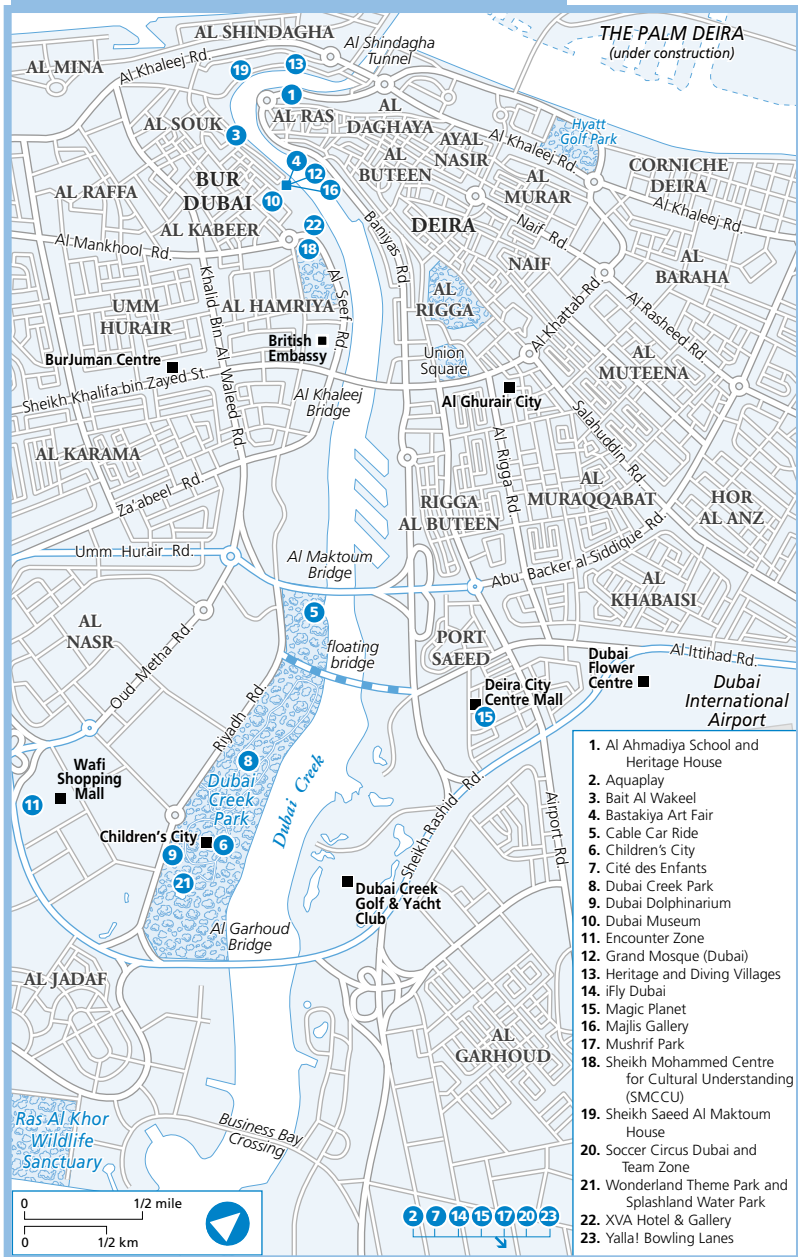 AL SHINDAGHA
Al Shindagha
Tunnel
THE PALM DEIRA
(under construction)
AL MINA
Al Khaleej Rd.
19
13
1
AL RAS
AL
DAGHAYA
AL SOUK
3
Hyatt
Golf Park
AYAL
NASIR
Al Khaleej Rd.
AL
BUTEEN
4
12
16
10
CORNICHE
DEIRA
AL
MURAR
Al Khaleej Rd.
AL RAFFA
BUR
DUBAI
AL KABEER
22
18
Baniyas Rd
DEIRA
Naif Rd.
NAIF
AL
BARAHA
Al Mankhool Rd.
Khalid Bin Al Waleed Rd.
Al Seef Rd.
AL
RIGGA
Al Khattab Rd.
Al Rasheed Rd.
UMM
HURAIR
AL HAMRIYA
British
Embassy
Union
Square
AL
MUTEENA
BurJuman Centre
Sheikh Khalifa bin Zayed St.
Al Khaleej
Bridge
Al Ghurair City
Salahuddin Rd.
AL KARAMA
Al Rigga Rd.
Za'abeel Rd.
RIGGA
AL BUTEEN
AL
MURAQQABAT
HOR
AL ANZ
Umm Hurair Rd.
Al Maktoum
Bridge
Abu Backer al Siddique Rd.
AL
KHABAISI
5
AL
NASR
Oud Metha Rd.
floating
bridge
PORT
SAEED
Dubai
Flower
Centre
Al Ittihad Rd.
Dubai
International
Airport
Riyadh Rd.
Deira City
Centre Mall
15
Wafi
Shopping
Mall
11
8
Dubai
Creek
Park
Dubai Creek
Children's City
6
9
21
Sheikh Rashid Rd.
Airport Rd.
Dubai Creek
Golf & Yacht
Club
Al Garhoud
Bridge
AL JADAF
AL
GARHOUD
Ras Al Khor
Wildlife
Sanctuary
Business Bay
Crossing
0
1/2 mile
0
1/2 km
2 7 14 15 17 20 23
1. Al Ahmadiya School and
Heritage House
2. Aquaplay
3. Bait Al Wakeel
4. Bastakiya Art Fair
5. Cable Car Ride
6. Children's City
7. Cité des Enfants
8. Dubai Creek Park
9. Dubai Dolphinarium
10. Dubai Museum
11. Encounter Zone
12. Grand Mosque (Dubai)
13. Heritage and Diving Villages
14. iFly Dubai
15. Magic Planet
16. Majlis Gallery
17. Mushrif Park
18. Sheikh Mohammed Centre
for Cultural Understanding
(SMCCU)
19. Sheikh Saeed Al Maktoum
House
20. Soccer Circus Dubai and
Team Zone
21. Wonderland Theme Park and
Splashland Water Park
22. XVA Hotel & Gallery
23. Yalla! Bowling Lanes